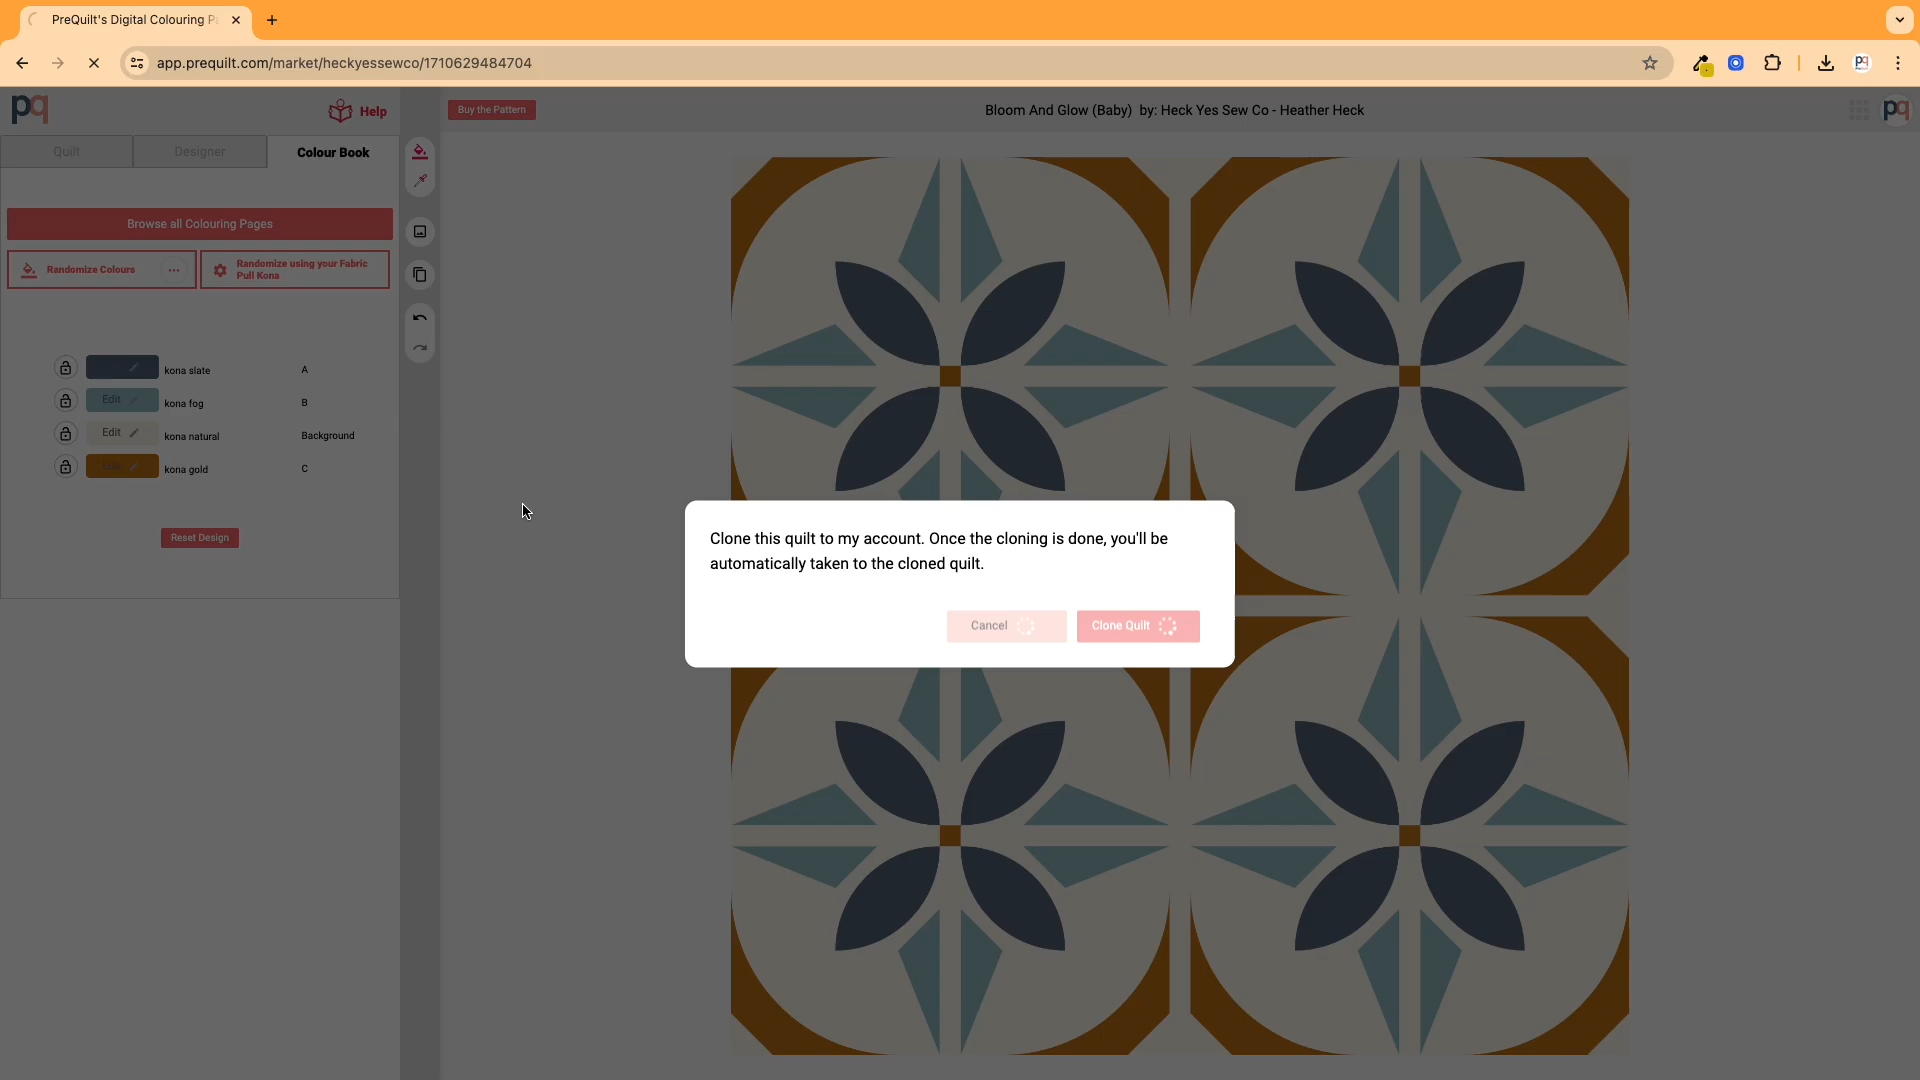 PreQuilt's Digital Colouring P
app.prequilt.com/market/heckyessewco/1710629484704
pq
pq
Help
Buy the Pattern
Bloom And Glow (Baby) by: Heck Yes Sew Co - Heather Heck
pq
Quilt
Designer
Colour Book
Browse all Colouring Pages
Randomize Colours
Randomize using your Fabric
Pull Kona
kona slate
A
Edit
kona fog
B
Edit
kona natural
Background
Edit
kona gold
C
Reset Design
Clone this quilt to my account. Once the cloning is done, you'll be
automatically taken to the cloned quilt.
Cancel
Clone Quilt